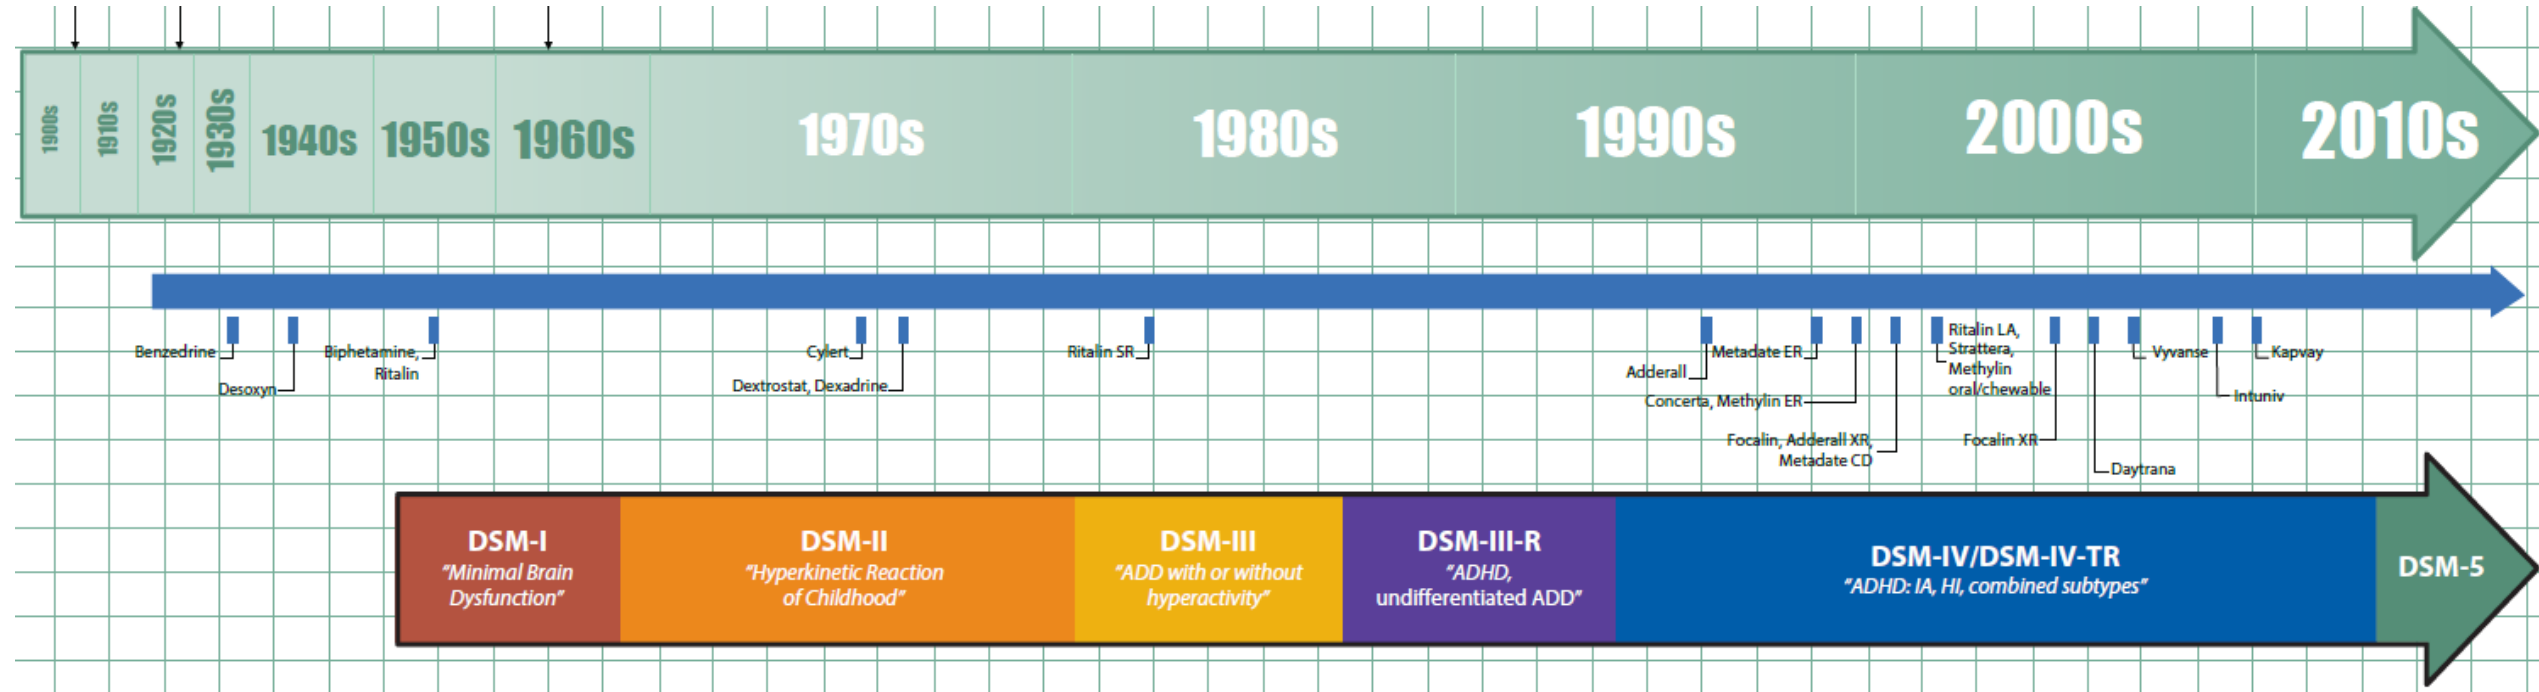 1900s
1910s
1920s
1930s
1940s
1950s
1960s
1970s
1980s
1990s
2000s
2010s
Benzedrine
Desoxyn
Biphetamine,
Ritalin
Cylert
Dextrostat, Dexadrine
Ritalin SR
Adderall
Metadate ER
Concerta, Methylin ER
Focalin, Adderall XR,
Metadate CD
Ritalin LA,
Strattera,
Methylin
oral/chewable
Focalin XR
Daytrana
Vyvanse
Intuniv
Kapvay
DSM-I
"Minimal Brain
Dysfunction"
DSM-II
"Hyperkinetic Reaction
of Childhood"
DSM-III
"ADD with or without
hyperactivity"
DSM-III-R
"ADHD,
undifferentiated ADD"
DSM-IV/DSM-IV-TR
"ADHD: IA, HI, combined subtypes"
DSM-5